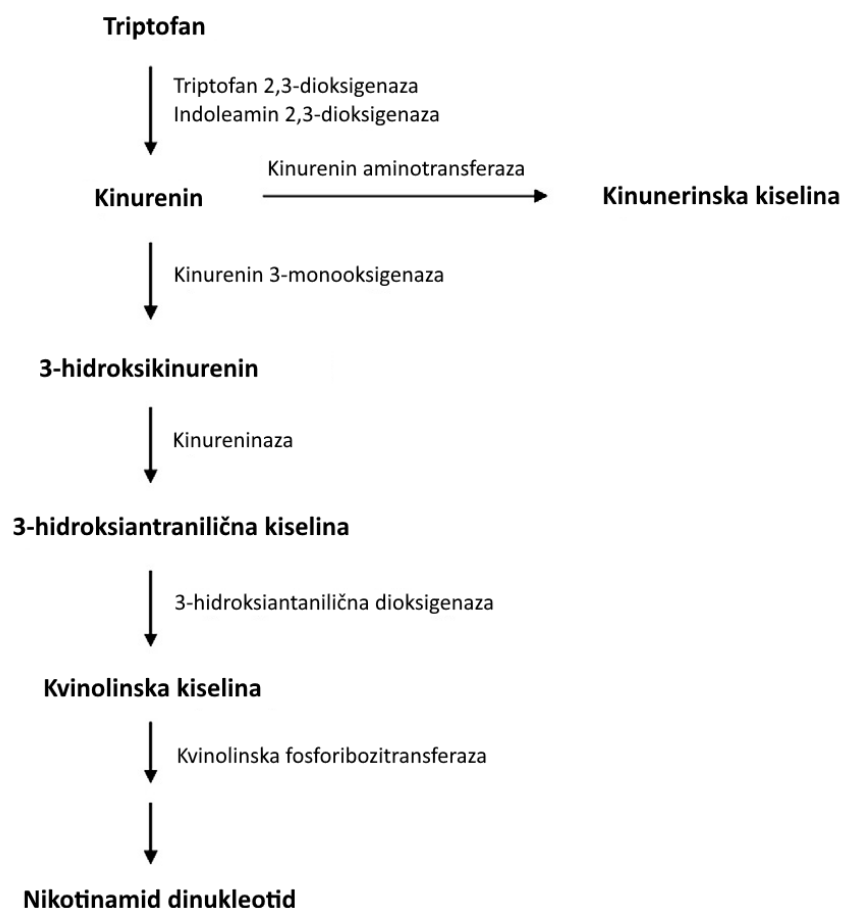 Triptofan
Triptofan 2,3-dioksigenaza
Indoleamin 2,3-dioksigenaza
Kinurenin aminotransferaza
Kinurenin
Kinunerinska kiselina
Kinurenin 3-monooksigenaza
3-hidroksikinurenin
Kinureninaza
3-hidroksiantranilična kiselina
3-hidroksiantanilična dioksigenaza
Kvinolinska kiselina
Kvinolinska fosforibozitransferaza
Nikotinamid dinukleotid